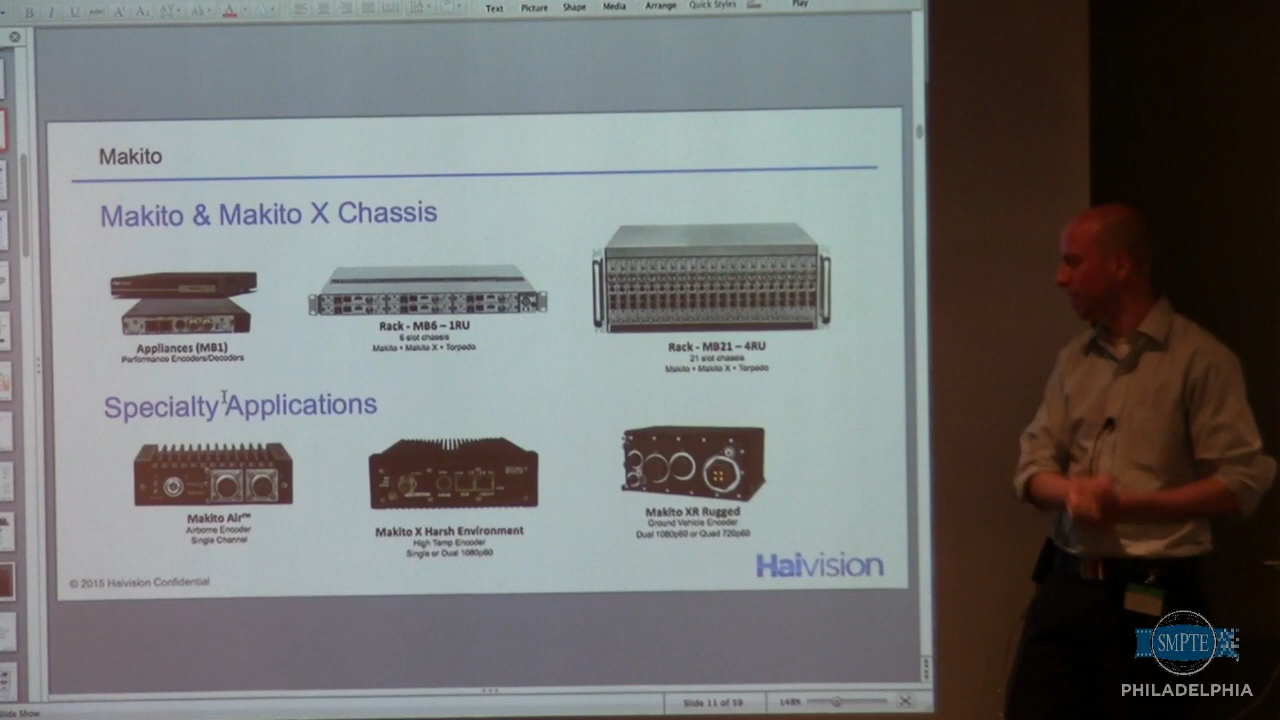 Text Picture Shape Media Arrange Quick Styles Play
Makito
Makito & Makito X Chassis
Appliances (MB1)
Performance Encoders/Decoders
Rack - MB6 – 1RU
6 slot chassis
Makito • Makito X • Torpedo
Rack - MB21 – 4RU
21 slot chassis
Makito • Makito X • Torpedo
Specialty Applications
Makito Air™
Airborne Encoder
Single Channel
Makito X Harsh Environment
High Temp Encoder
Single or Dual 1080p60
Makito XR Rugged
Ground Vehicle Encoder
Dual 1080p60 or Quad 720p60
© 2015 Haivision Confidential
Haivision
Slide 11 of 59
148%
Slide Show
SMPTE
PHILADELPHIA